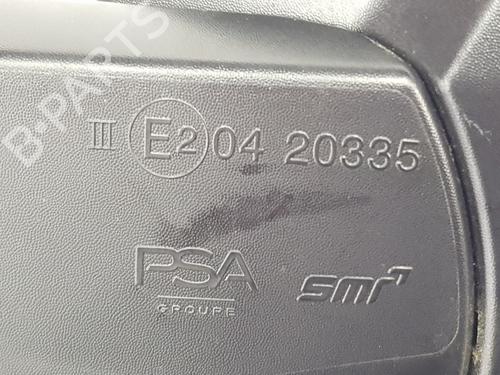 B-PARTS
III E2 04 20335
PSA
GROUPE
smr